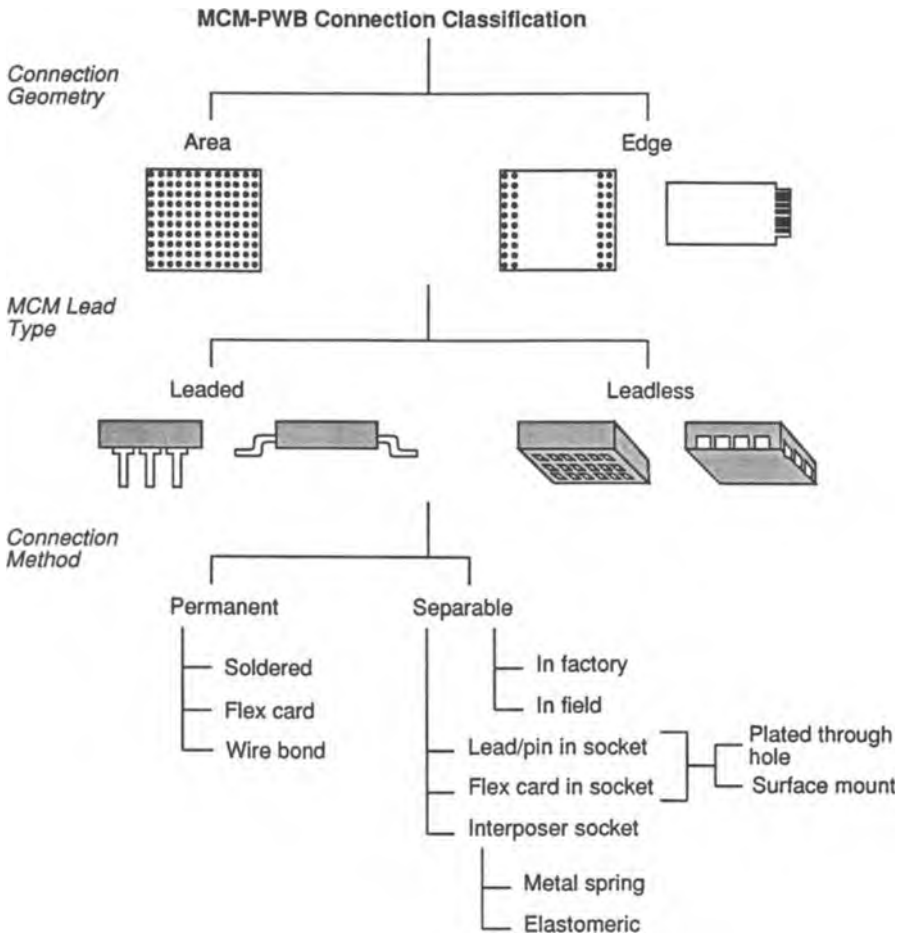 MCM-PWB Connection Classification
Connection
Geometry
Area
Edge
MCM Lead
Type
Leaded
Leadless
Connection
Method
Permanent
Separable
Soldered
Flex card
Wire bond
In factory
In field
Lead/pin in socket
Flex card in socket
Interposer socket
Plated through
hole
Surface mount
Metal spring
Elastomeric